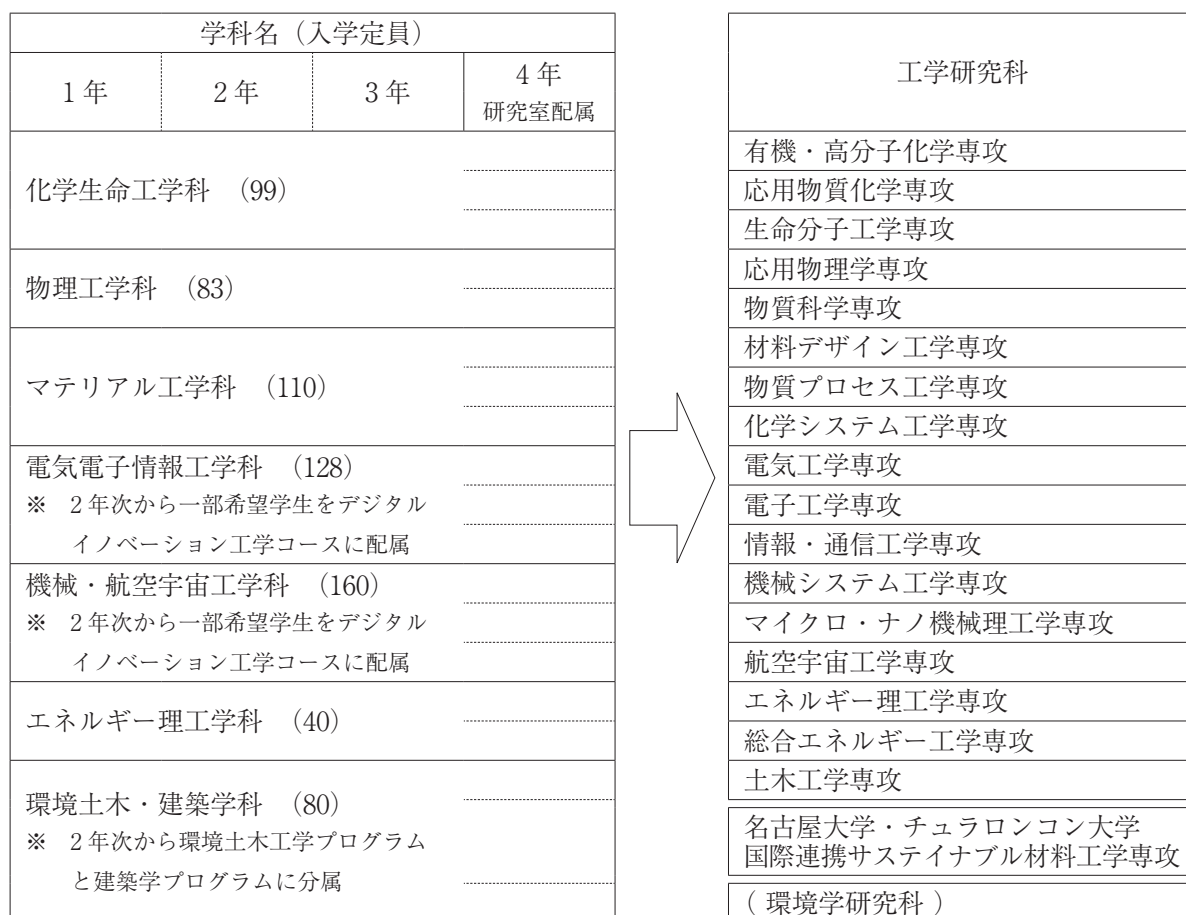 学科名（入学定員）
1年
2年
3年
4年
研究室配属
化学生命工学科　（99）
物理工学科　（83）
マテリアル工学科　（110）
電気電子情報工学科　（128）
※　2年次から一部希望学生をデジタル
イノベーション工学コースに配属
機械・航空宇宙工学科　（160）
※　2年次から一部希望学生をデジタル
イノベーション工学コースに配属
エネルギー理工学科　（40）
環境土木・建築学科　（80）
※　2年次から環境土木工学プログラム
と建築学プログラムに分属
工学研究科
有機・高分子化学専攻
応用物質化学専攻
生命分子工学専攻
応用物理学専攻
物質科学専攻
材料デザイン工学専攻
物質プロセス工学専攻
化学システム工学専攻
電気工学専攻
電子工学専攻
情報・通信工学専攻
機械システム工学専攻
マイクロ・ナノ機械理工学専攻
航空宇宙工学専攻
エネルギー理工学専攻
総合エネルギー工学専攻
土木工学専攻
名古屋大学・チュラロンコン大学
国際連携サステイナブル材料工学専攻
（環境学研究科）